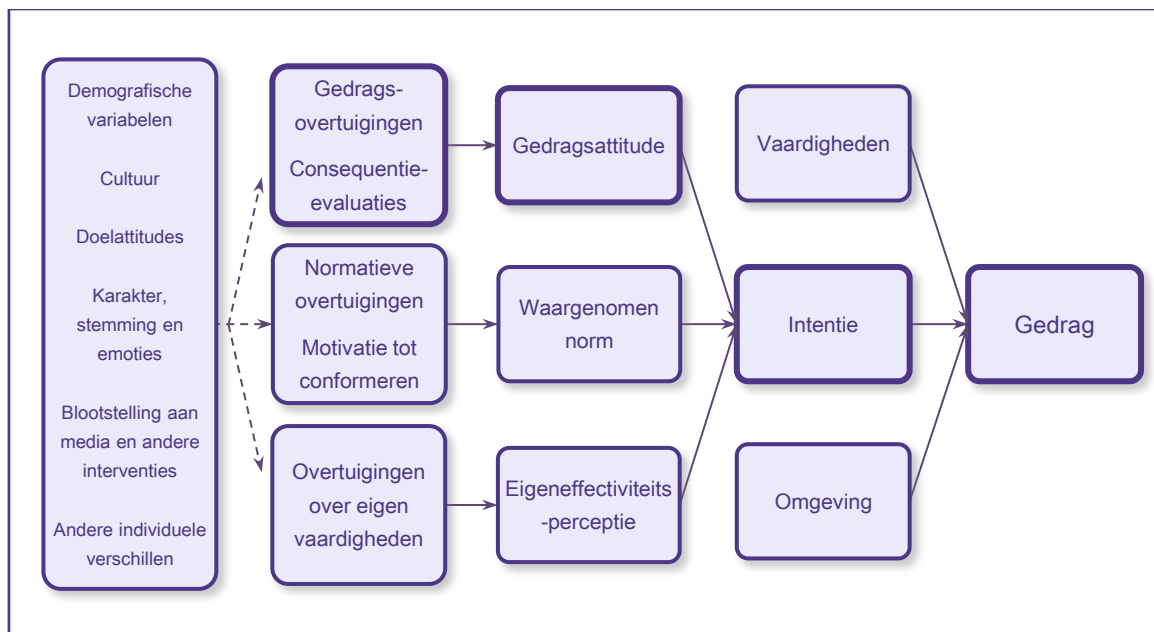 Demografische
variabelen
Cultuur
Doelattitudes
Karakter,
stemming en
emoties
Blootstelling aan
media en andere
interventies
Andere individuele
verschillen
Gedrags-
overtuigingen
Consequentie-
evaluaties
Normatieve
overtuigingen
Motivatie tot
conformeren
Overtuigingen
over eigen
vaardigheden
Gedragsattitude
Waargenomen
norm
Eigeneffectiviteits
-perceptie
Vaardigheden
Intentie
Omgeving
Gedrag